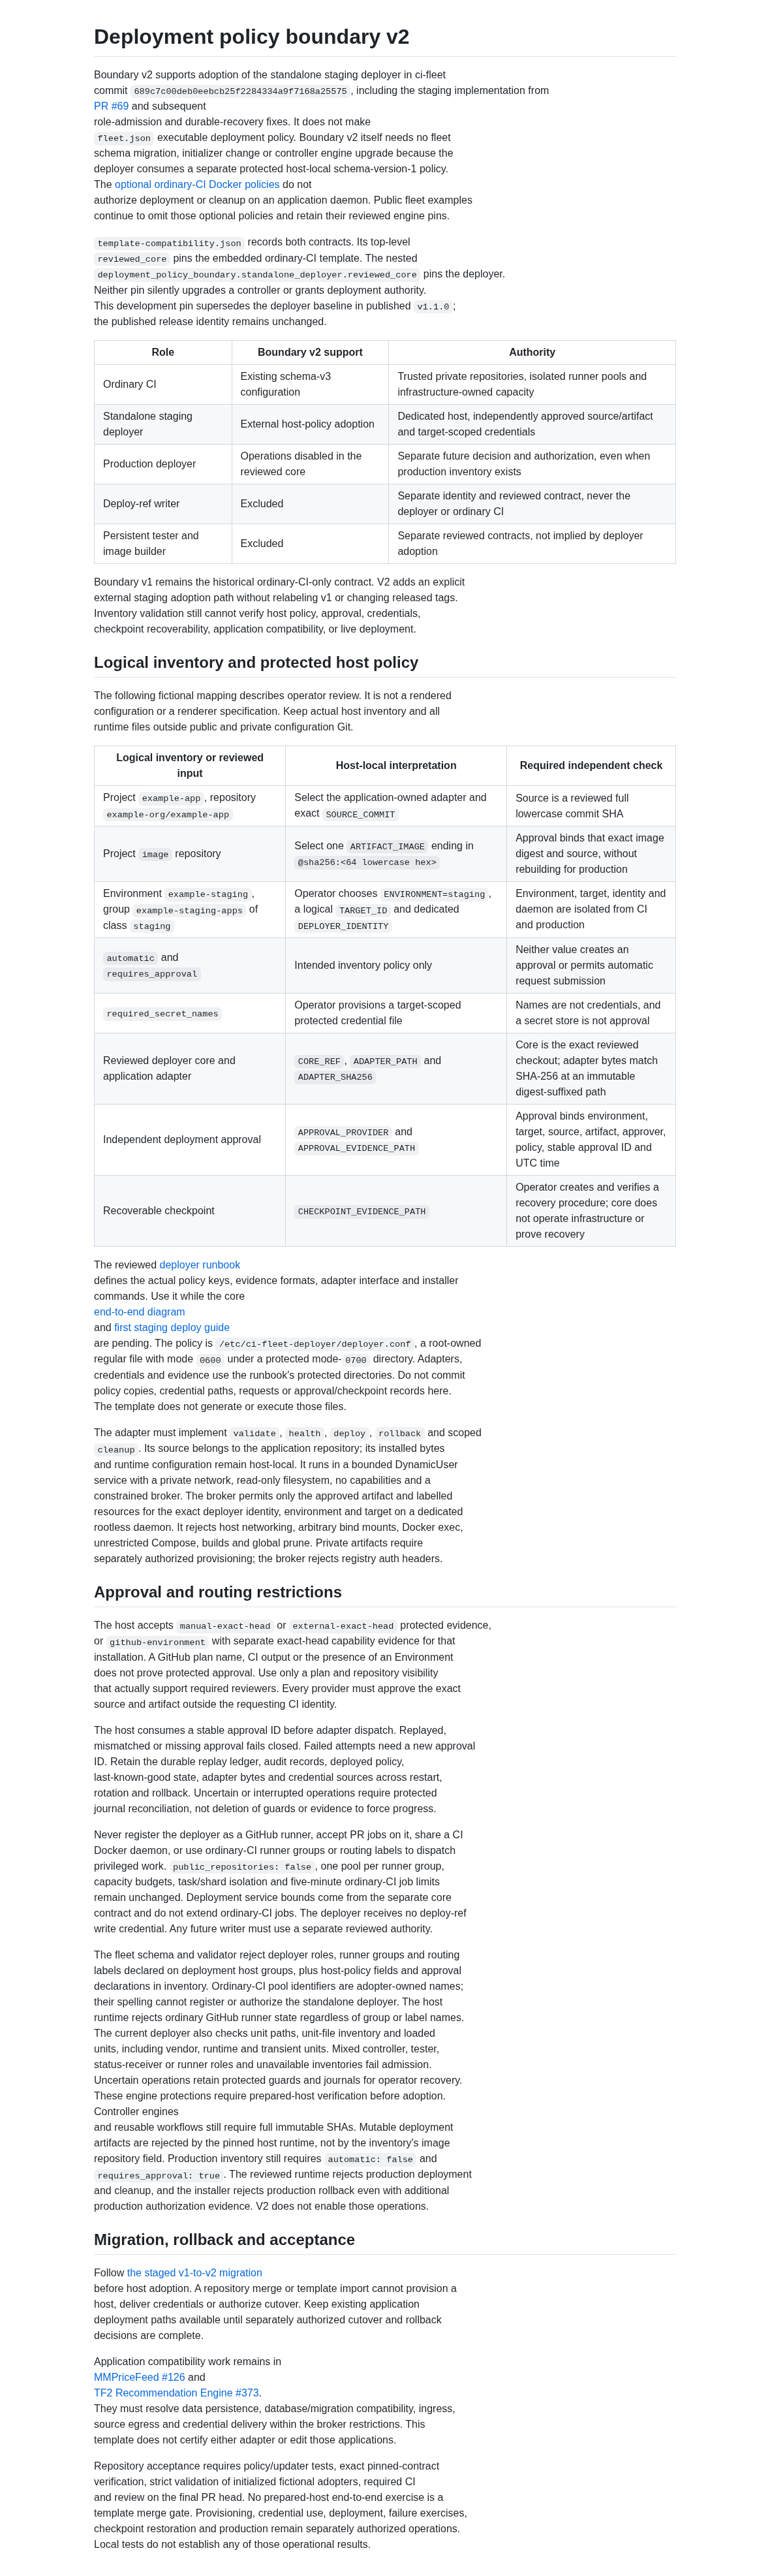 Deployment policy boundary v2
Boundary v2 supports adoption of the standalone staging deployer in ci-fleet
commit 689c7c00deb0eebcb25f2284334a9f7168a25575, including the staging implementation from
PR #69 and subsequent
role-admission and durable-recovery fixes. It does not make
fleet.json executable deployment policy. Boundary v2 itself needs no fleet
schema migration, initializer change or controller engine upgrade because the
deployer consumes a separate protected host-local schema-version-1 policy.
The optional ordinary-CI Docker policies do not
authorize deployment or cleanup on an application daemon. Public fleet examples
continue to omit those optional policies and retain their reviewed engine pins.
template-compatibility.json records both contracts. Its top-level
reviewed_core pins the embedded ordinary-CI template. The nested
deployment_policy_boundary.standalone_deployer.reviewed_core pins the deployer.
Neither pin silently upgrades a controller or grants deployment authority.
This development pin supersedes the deployer baseline in published v1.1.0;
the published release identity remains unchanged.
Role Boundary v2 support Authority
Ordinary CI
Existing schema-v3
configuration
Trusted private repositories, isolated runner pools and
infrastructure-owned capacity
Standalone staging
deployer
External host-policy adoption
Dedicated host, independently approved source/artifact
and target-scoped credentials
Production deployer
Operations disabled in the
reviewed core
Separate future decision and authorization, even when
production inventory exists
Deploy-ref writer
Excluded
Separate identity and reviewed contract, never the
deployer or ordinary CI
Persistent tester and
image builder
Excluded
Separate reviewed contracts, not implied by deployer
adoption
Boundary v1 remains the historical ordinary-CI-only contract. V2 adds an explicit
external staging adoption path without relabeling v1 or changing released tags.
Inventory validation still cannot verify host policy, approval, credentials,
checkpoint recoverability, application compatibility, or live deployment.
Logical inventory and protected host policy
The following fictional mapping describes operator review. It is not a rendered
configuration or a renderer specification. Keep actual host inventory and all
runtime files outside public and private configuration Git.
Logical inventory or reviewed
input
Host-local interpretation
Required independent check
Project example-app, repository
example-org/example-app
Select the application-owned adapter and
exact SOURCE_COMMIT
Source is a reviewed full
lowercase commit SHA
Project image repository
Select one ARTIFACT_IMAGE ending in
@sha256:<64 lowercase hex>
Approval binds that exact image
digest and source, without
rebuilding for production
Environment example-staging,
group example-staging-apps of
class staging
Operator chooses ENVIRONMENT=staging,
a logical TARGET_ID and dedicated
DEPLOYER_IDENTITY
Environment, target, identity and
daemon are isolated from CI
and production
automatic and
requires_approval
Intended inventory policy only
Neither value creates an
approval or permits automatic
request submission
required_secret_names
Operator provisions a target-scoped
protected credential file
Names are not credentials, and
a secret store is not approval
Reviewed deployer core and
application adapter
CORE_REF, ADAPTER_PATH and
ADAPTER_SHA256
Core is the exact reviewed
checkout; adapter bytes match
SHA-256 at an immutable
digest-suffixed path
Independent deployment approval
APPROVAL_PROVIDER and
APPROVAL_EVIDENCE_PATH
Approval binds environment,
target, source, artifact, approver,
policy, stable approval ID and
UTC time
Recoverable checkpoint
CHECKPOINT_EVIDENCE_PATH
Operator creates and verifies a
recovery procedure; core does
not operate infrastructure or
prove recovery
The reviewed deployer runbook
defines the actual policy keys, evidence formats, adapter interface and installer
commands. Use it while the core
end-to-end diagram
and first staging deploy guide
are pending. The policy is /etc/ci-fleet-deployer/deployer.conf, a root-owned
regular file with mode 0600 under a protected mode-0700 directory. Adapters,
credentials and evidence use the runbook's protected directories. Do not commit
policy copies, credential paths, requests or approval/checkpoint records here.
The template does not generate or execute those files.
The adapter must implement validate, health, deploy, rollback and scoped
cleanup. Its source belongs to the application repository; its installed bytes
and runtime configuration remain host-local. It runs in a bounded DynamicUser
service with a private network, read-only filesystem, no capabilities and a
constrained broker. The broker permits only the approved artifact and labelled
resources for the exact deployer identity, environment and target on a dedicated
rootless daemon. It rejects host networking, arbitrary bind mounts, Docker exec,
unrestricted Compose, builds and global prune. Private artifacts require
separately authorized provisioning; the broker rejects registry auth headers.
Approval and routing restrictions
The host accepts manual-exact-head or external-exact-head protected evidence,
or github-environment with separate exact-head capability evidence for that
installation. A GitHub plan name, CI output or the presence of an Environment
does not prove protected approval. Use only a plan and repository visibility
that actually support required reviewers. Every provider must approve the exact
source and artifact outside the requesting CI identity.
The host consumes a stable approval ID before adapter dispatch. Replayed,
mismatched or missing approval fails closed. Failed attempts need a new approval
ID. Retain the durable replay ledger, audit records, deployed policy,
last-known-good state, adapter bytes and credential sources across restart,
rotation and rollback. Uncertain or interrupted operations require protected
journal reconciliation, not deletion of guards or evidence to force progress.
Never register the deployer as a GitHub runner, accept PR jobs on it, share a CI
Docker daemon, or use ordinary-CI runner groups or routing labels to dispatch
privileged work. public_repositories: false, one pool per runner group,
capacity budgets, task/shard isolation and five-minute ordinary-CI job limits
remain unchanged. Deployment service bounds come from the separate core
contract and do not extend ordinary-CI jobs. The deployer receives no deploy-ref
write credential. Any future writer must use a separate reviewed authority.
The fleet schema and validator reject deployer roles, runner groups and routing
labels declared on deployment host groups, plus host-policy fields and approval
declarations in inventory. Ordinary-CI pool identifiers are adopter-owned names;
their spelling cannot register or authorize the standalone deployer. The host
runtime rejects ordinary GitHub runner state regardless of group or label names.
The current deployer also checks unit paths, unit-file inventory and loaded
units, including vendor, runtime and transient units. Mixed controller, tester,
status-receiver or runner roles and unavailable inventories fail admission.
Uncertain operations retain protected guards and journals for operator recovery.
These engine protections require prepared-host verification before adoption.
Controller engines
and reusable workflows still require full immutable SHAs. Mutable deployment
artifacts are rejected by the pinned host runtime, not by the inventory's image
repository field. Production inventory still requires automatic: false and
requires_approval: true. The reviewed runtime rejects production deployment
and cleanup, and the installer rejects production rollback even with additional
production authorization evidence. V2 does not enable those operations.
Migration, rollback and acceptance
Follow the staged v1-to-v2 migration
before host adoption. A repository merge or template import cannot provision a
host, deliver credentials or authorize cutover. Keep existing application
deployment paths available until separately authorized cutover and rollback
decisions are complete.
Application compatibility work remains in
MMPriceFeed #126 and
TF2 Recommendation Engine #373.
They must resolve data persistence, database/migration compatibility, ingress,
source egress and credential delivery within the broker restrictions. This
template does not certify either adapter or edit those applications.
Repository acceptance requires policy/updater tests, exact pinned-contract
verification, strict validation of initialized fictional adopters, required CI
and review on the final PR head. No prepared-host end-to-end exercise is a
template merge gate. Provisioning, credential use, deployment, failure exercises,
checkpoint restoration and production remain separately authorized operations.
Local tests do not establish any of those operational results.